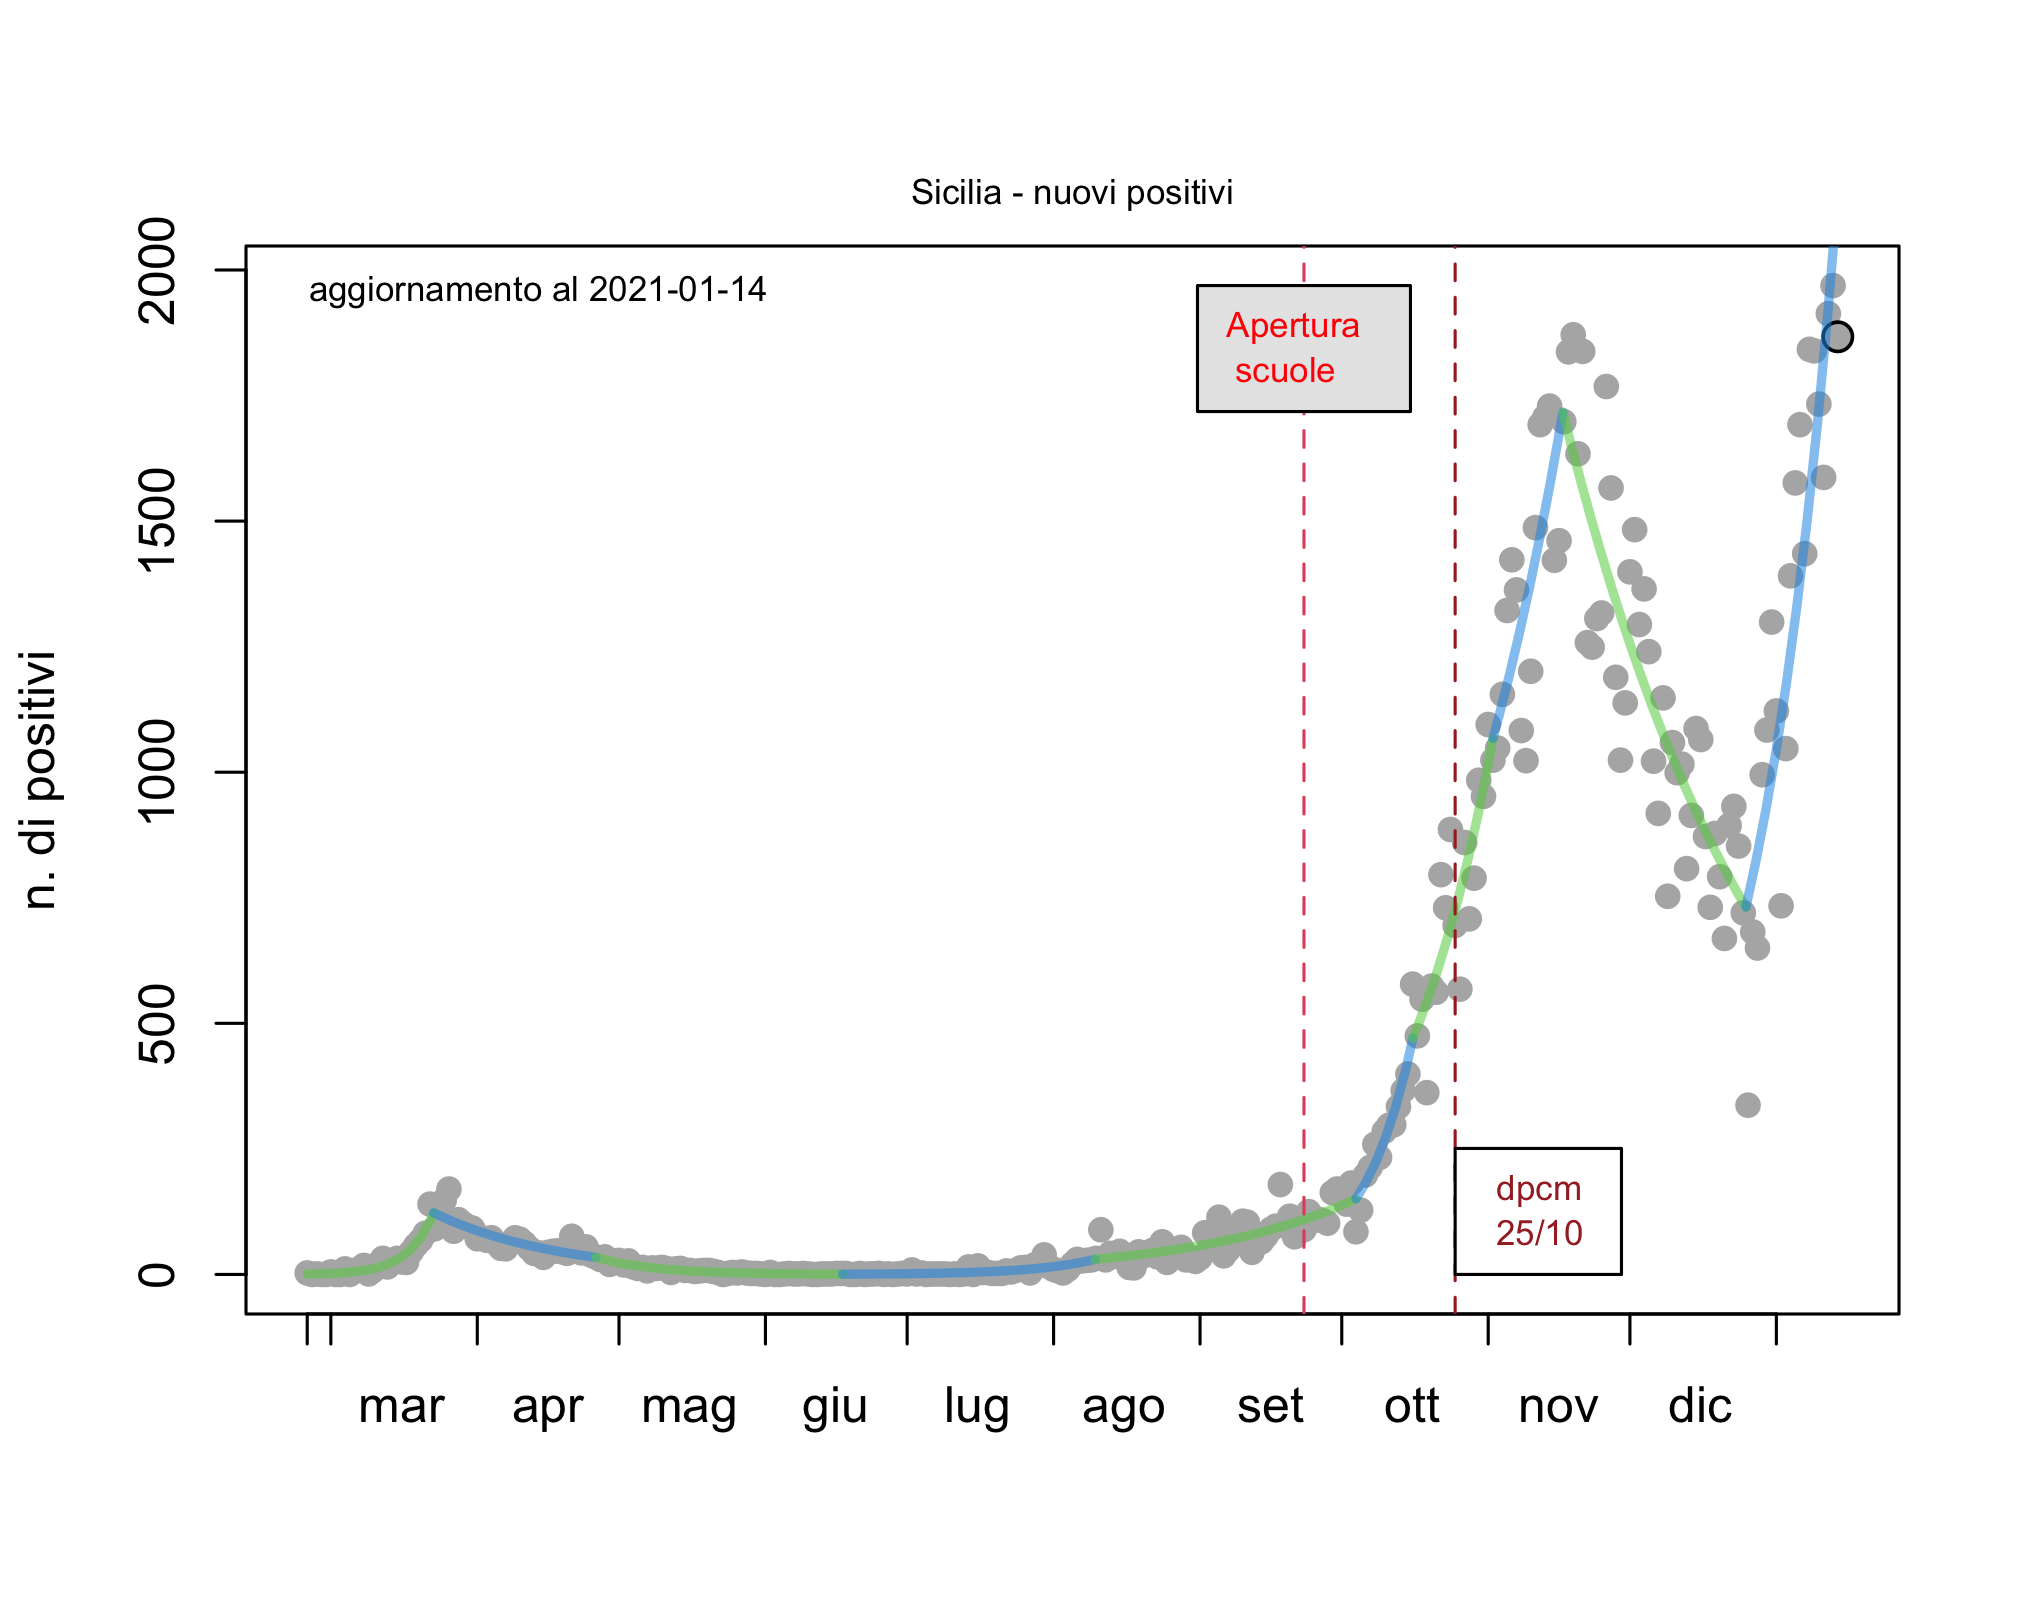 Sicilia - nuovi positivi
aggiornamento al 2021-01-14
Apertura
scuole
dpcm
25/10
n. di positivi
2000
1500
1000
500
0
mar apr mag giu lug ago set ott nov dic